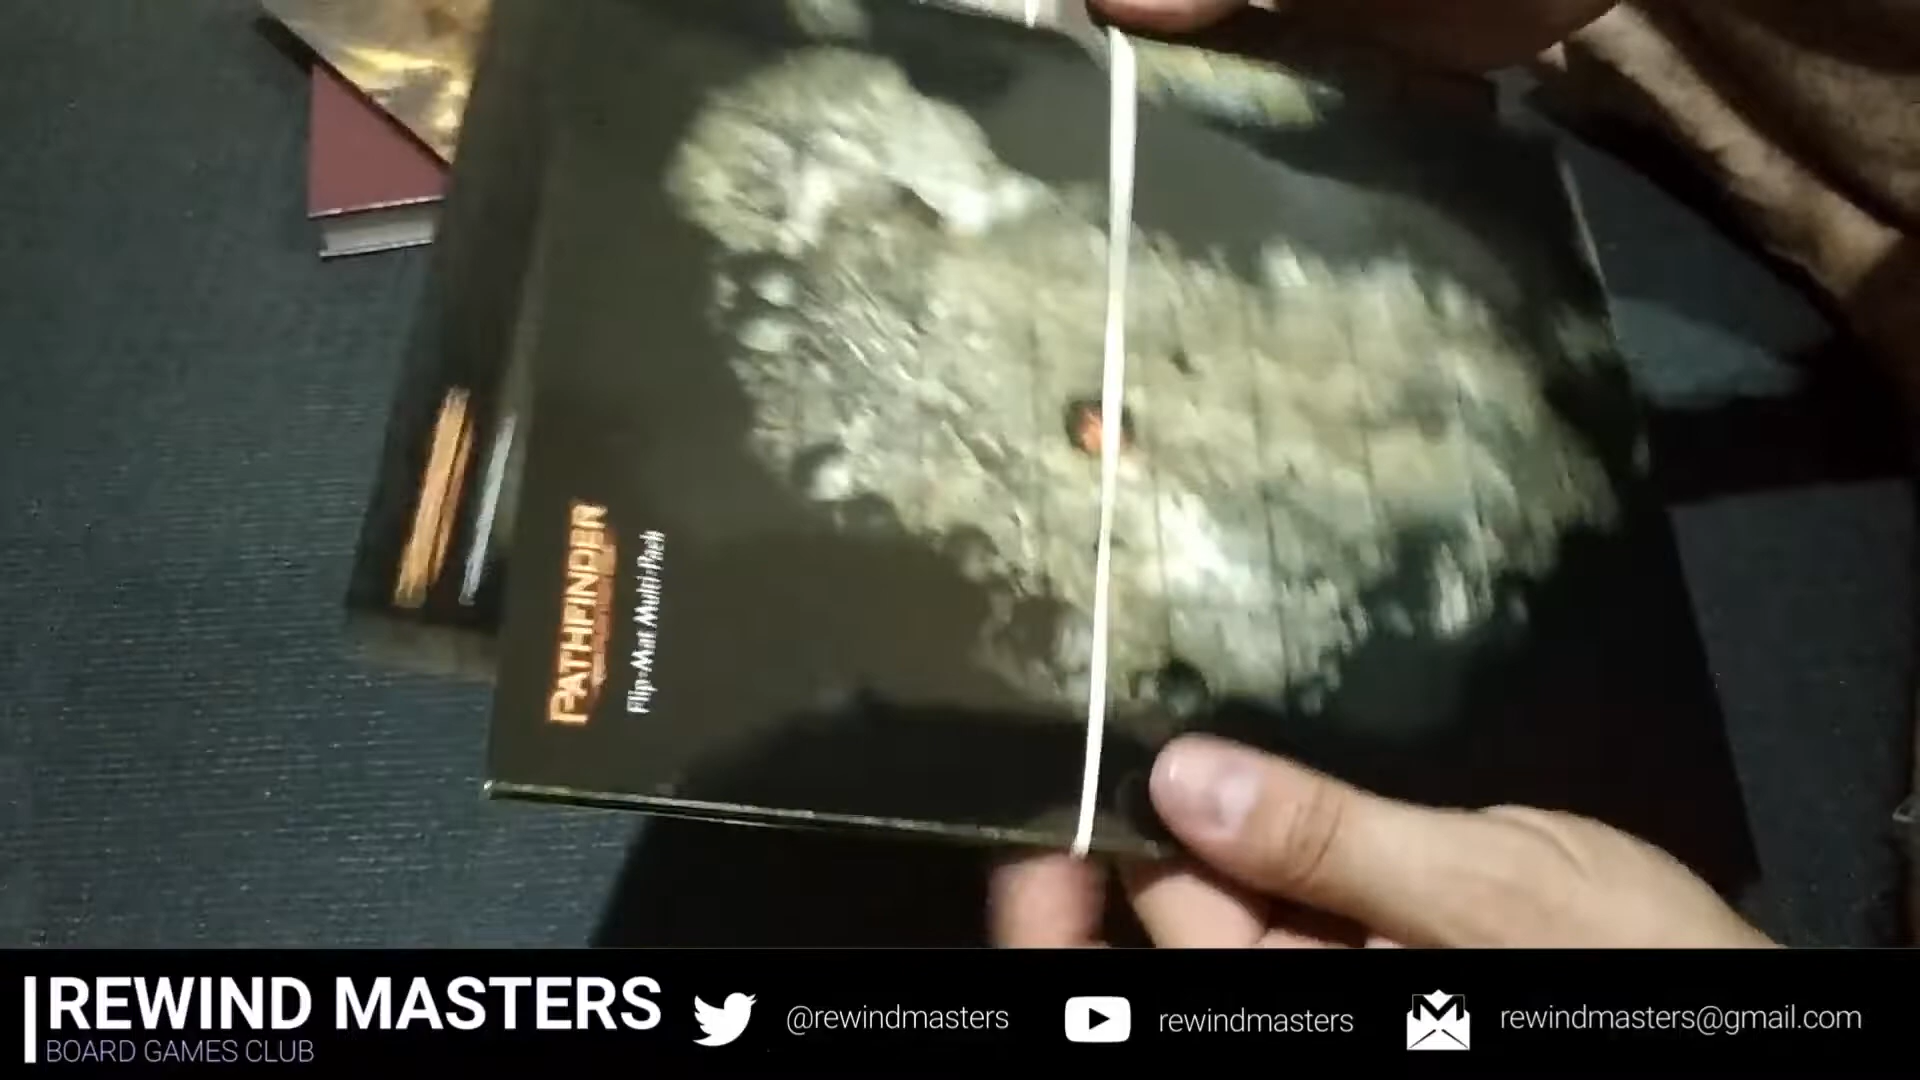 PATHFINDER
Flip-Mat Multi-Pack
REWIND MASTERS
BOARD GAMES CLUB
@rewindmasters
rewindmasters
rewindmasters@gmail.com